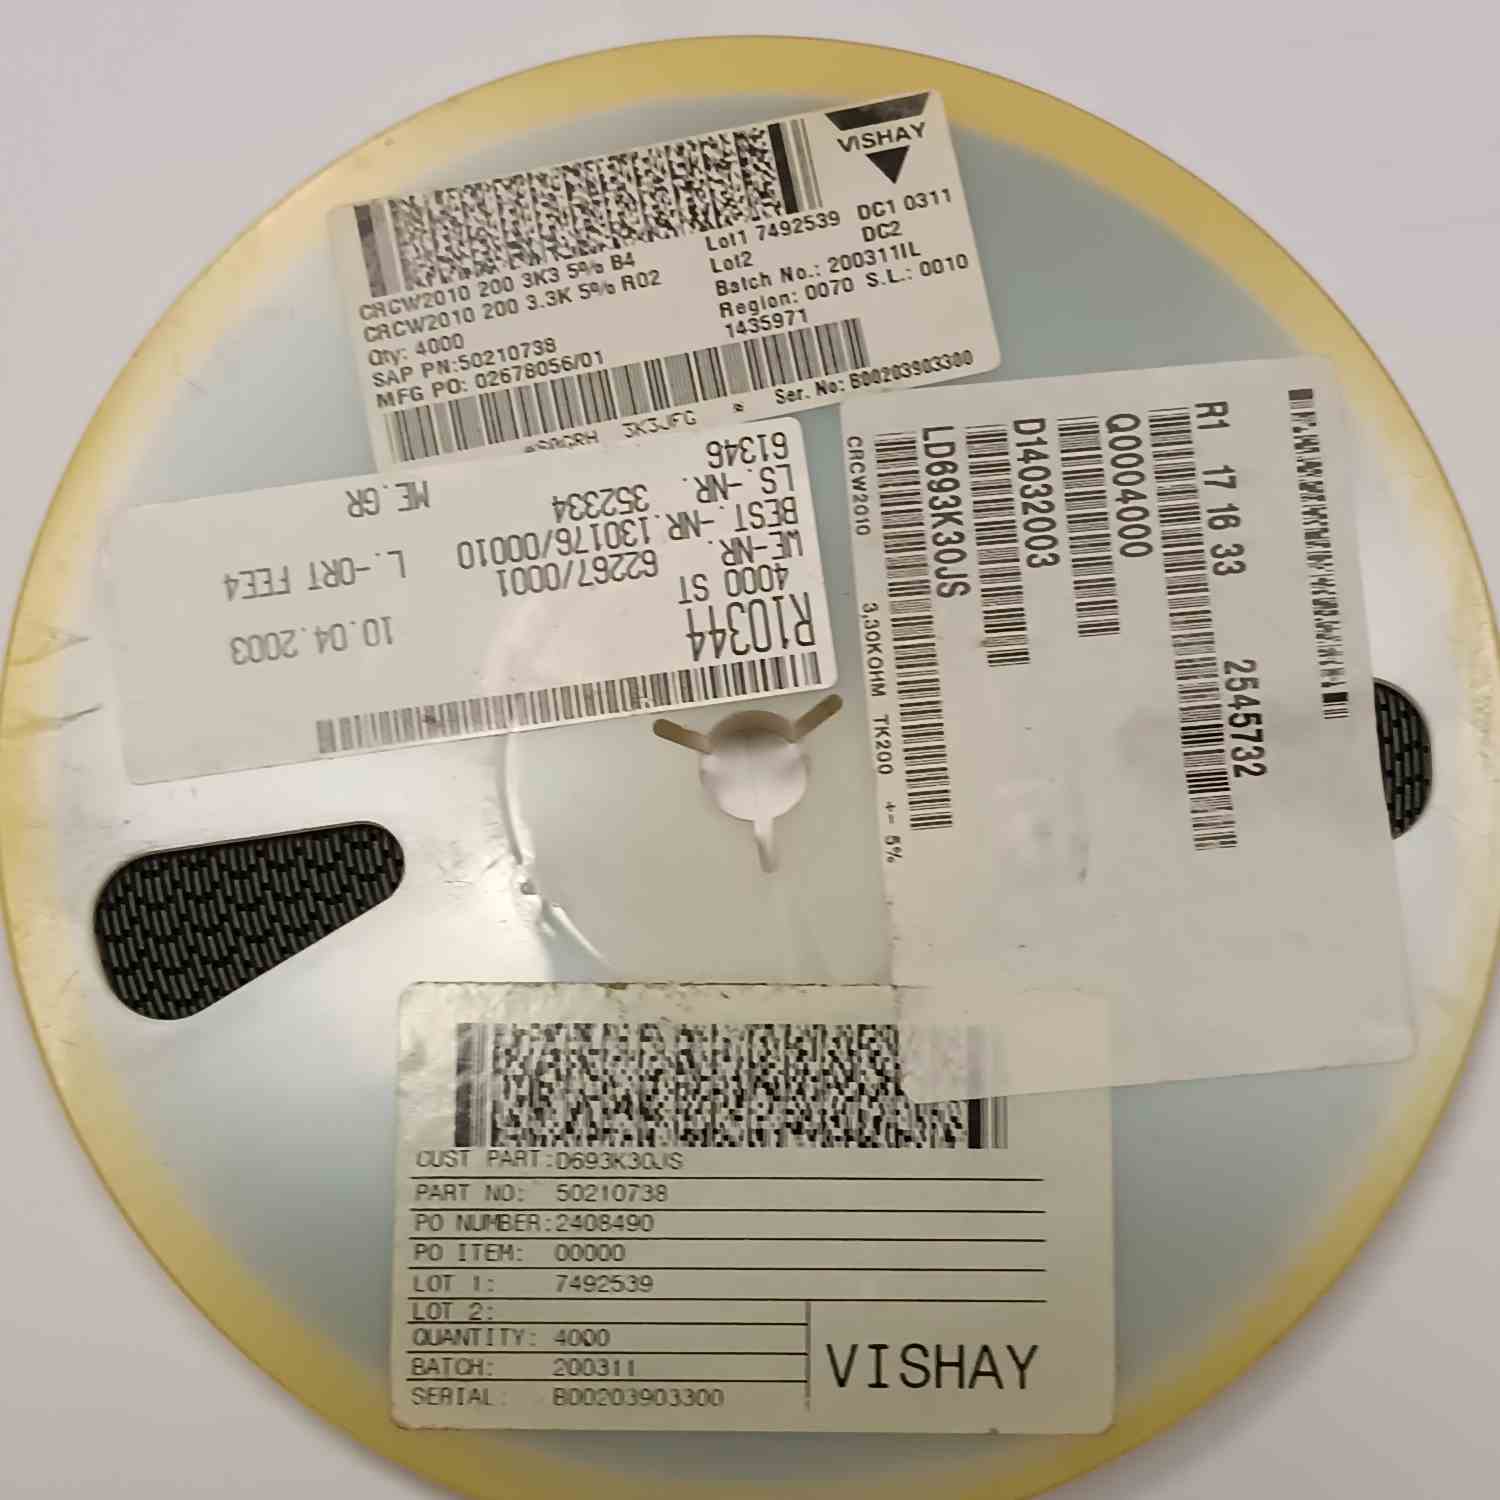 VISHAY
CRCW2010 200 3K3 5% B4
CRCW2010 200 3.3K 5% R02
Qty: 4000
SAP PN:50210738
MFG PO: 02678056/01
Lot1 7492539 DC1 0311
Lot2 DC2
Batch No.: 200311IL
Region: 0070 S.L.: 0010
1435971
Ser. No: B00203903300
3K3JFG
R10344
4000 ST
WE-NR. 62267/0001
BEST.-NR. 130176/00010
LS.-NR. 352334
61346
10.04.2003
L.-ORT FEE4
ME.GR
R1 17 16 33 2545732
Q0004000
D14032003
LD693K30JS
CRCW2010 3,30KOHM TK200 +- 5%
CUST PART:D693K30JS
PART NO: 50210738
PO NUMBER:2408490
PO ITEM: 00000
LOT 1: 7492539
LOT 2:
QUANTITY: 4000
BATCH: 200311
SERIAL: B00203903300
VISHAY